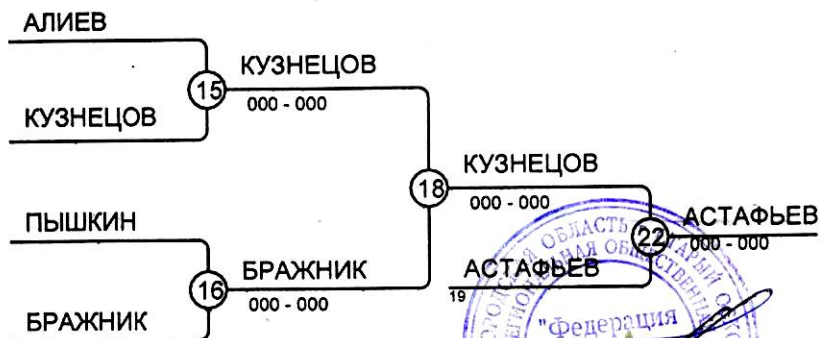 АЛИЕВ
15
КУЗНЕЦОВ
000 - 000
КУЗНЕЦОВ
18
КУЗНЕЦОВ
000 - 000
ПЫШКИН
16
БРАЖНИК
000 - 000
БРАЖНИК
19
АСТАФЬЕВ
22
АСТАФЬЕВ
000 - 000
ОБЛАСТЬ
"Федерация